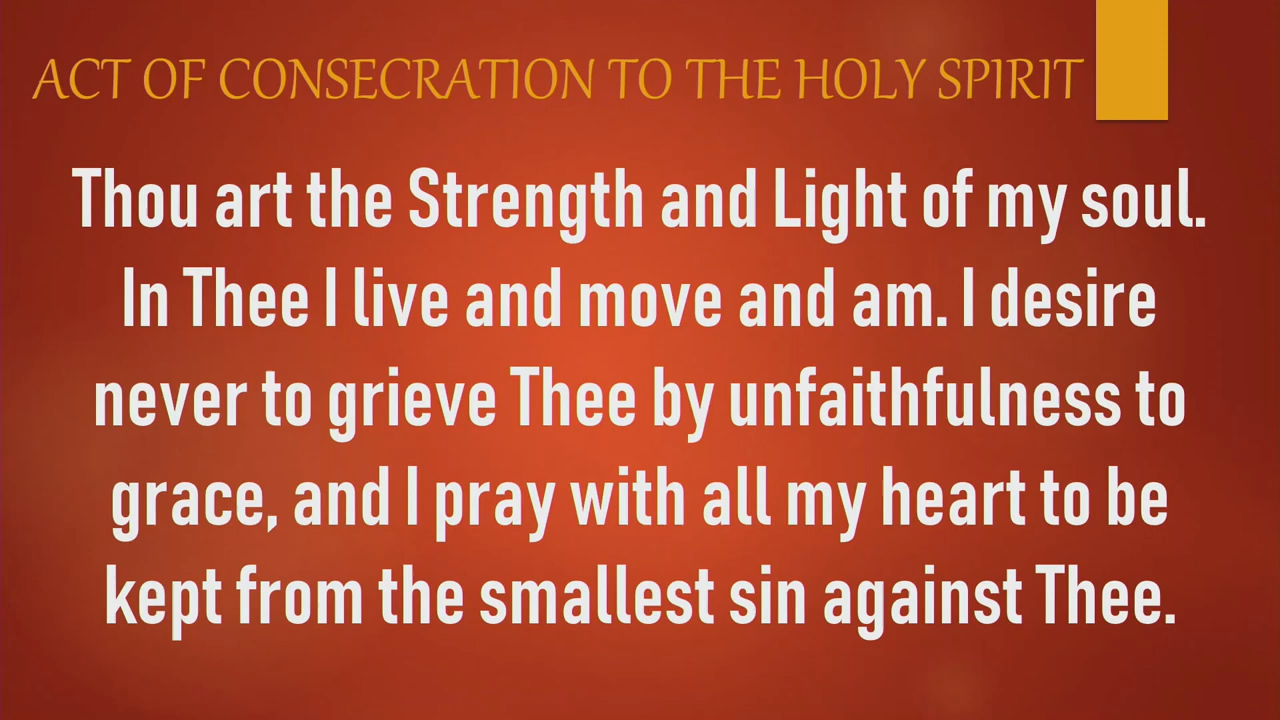 ACT OF CONSECRATION TO THE HOLY SPIRIT
Thou art the Strength and Light of my soul.
In Thee I live and move and am. I desire
never to grieve Thee by unfaithfulness to
grace, and I pray with all my heart to be
kept from the smallest sin against Thee.